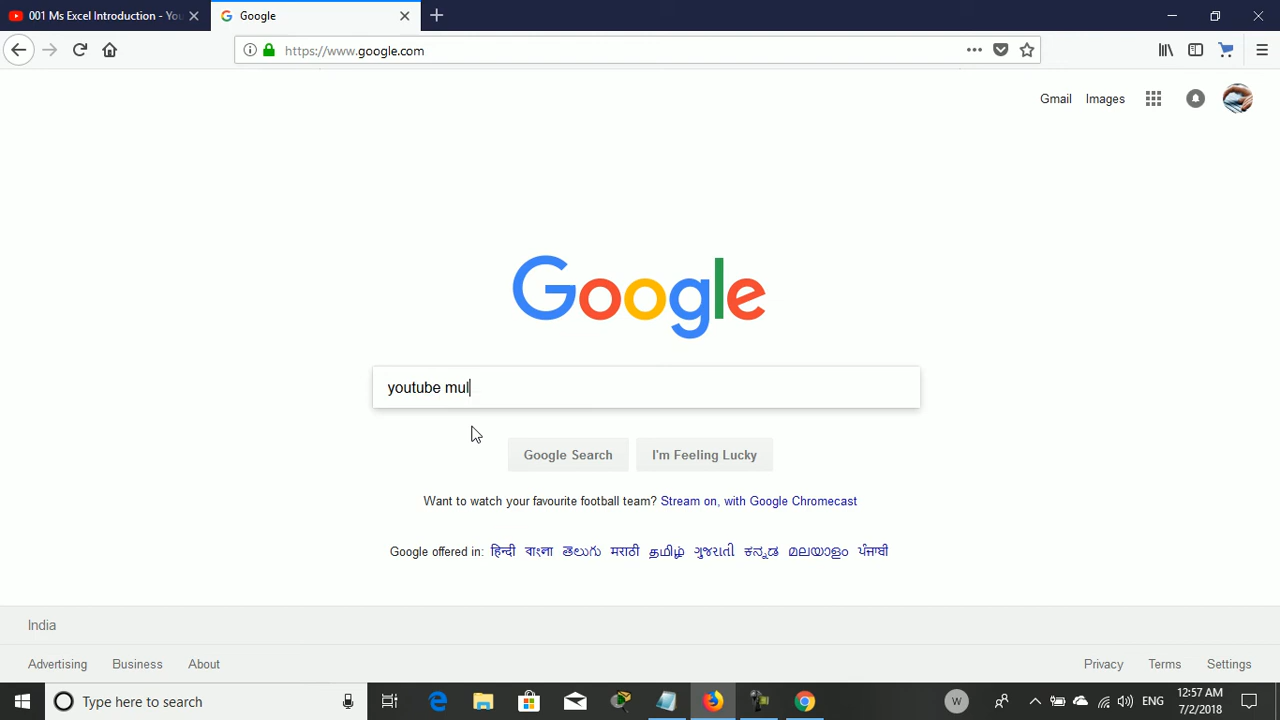 001 Ms Excel Introduction - You
Google
https://www.google.com
Gmail Images
Google
youtube mul
Google Search I'm Feeling Lucky
Want to watch your favourite football team? Stream on, with Google Chromecast
Google offered in: हिन्दी বাংলা తెలుగు मराठी தமிழ் ગુજરાતી ಕನ್ನಡ മലയാളം ਪੰਜਾਬੀ
India
Advertising Business About Privacy Terms Settings
Type here to search W ENG 12:57 AM
7/2/2018